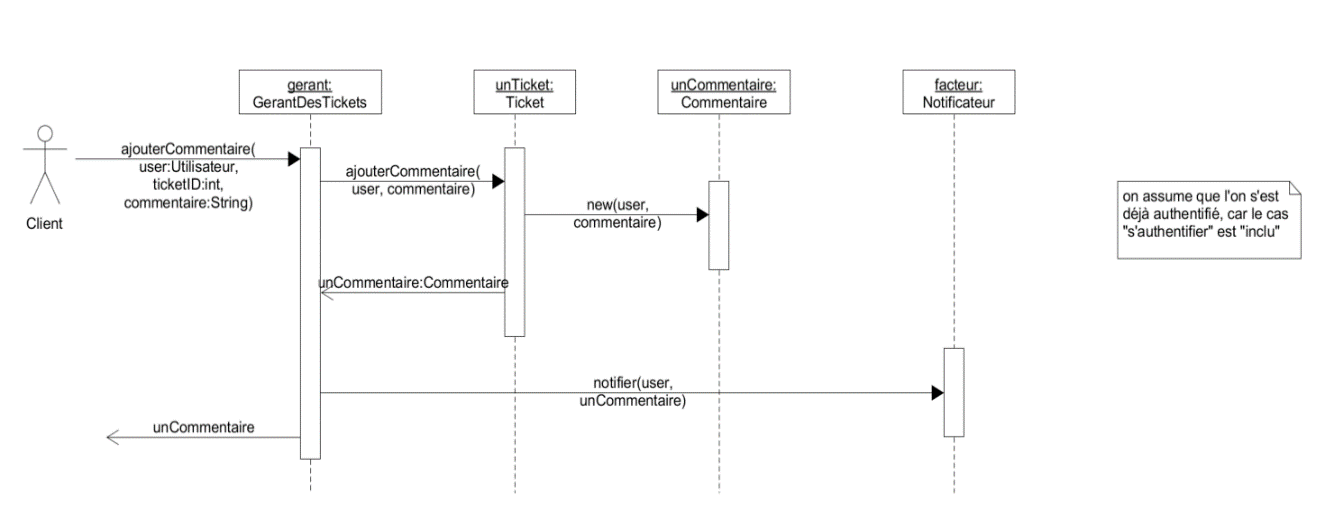 gerant:
GerantDesTickets
unTicket:
Ticket
unCommentaire:
Commentaire
facteur:
Notificateur
Client
ajouterCommentaire(
user:Utilisateur,
ticketID:int,
commentaire:String)
ajouterCommentaire(
user, commentaire)
new(user,
commentaire)
on assume que l'on s'est
déjà authentifié, car le cas
"s'authentifier" est "inclu"
unCommentaire:Commentaire
notifier(user,
unCommentaire)
unCommentaire